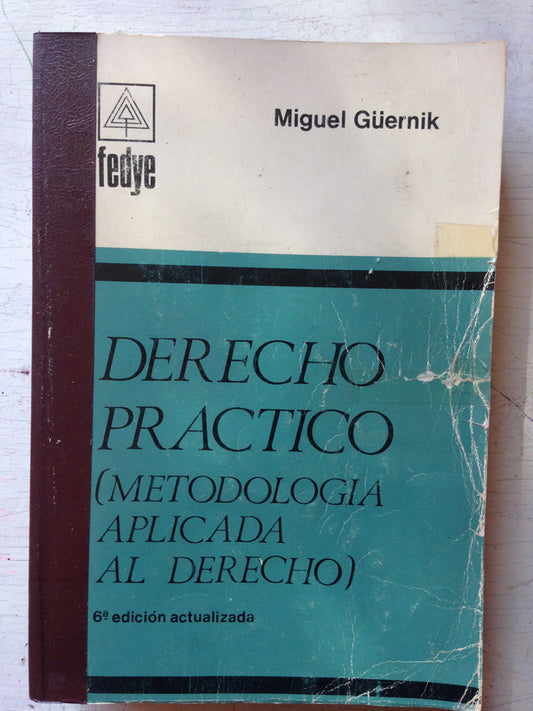 Miguel Güernik
fedye
DERECHO
PRACTICO
(METODOLOGIA
APLICADA
AL DERECHO)
6ª edición actualizada